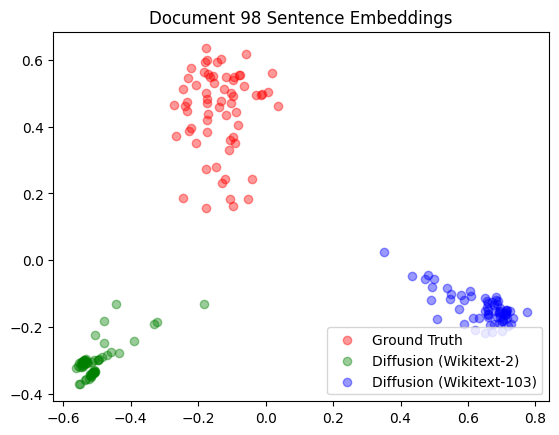 Document 98 Sentence Embeddings
0.6
0.4
0.2
0.0
−0.2
−0.4
−0.6 −0.4 −0.2 0.0 0.2 0.4 0.6 0.8
Ground Truth
Diffusion (Wikitext-2)
Diffusion (Wikitext-103)